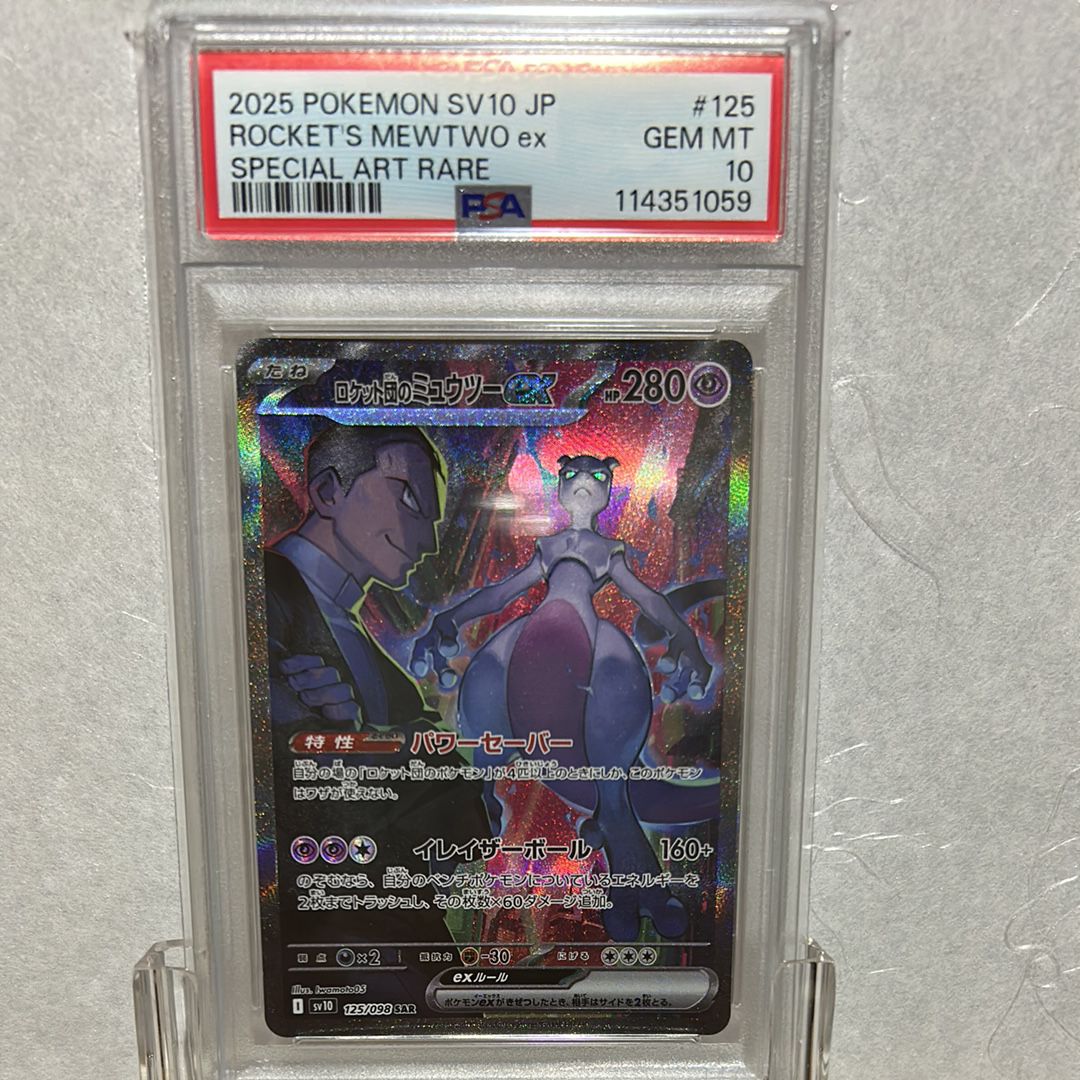 2025 POKEMON SV10 JP #125
ROCKET'S MEWTWO ex GEM MT
SPECIAL ART RARE 10
PSA 114351059
たね ロケット団のミュウツーex HP280
特性 パワーセーバー
自分の場の「ロケット団のポケモン」が4匹以上のときにしか、このポケモン
はワザが使えない。
イレイザーボール 160+
のぞむなら、自分のベンチポケモンについているエネルギーを
2枚までトラッシュし、その枚数×60ダメージ追加。
弱点 ×2 抵抗力 -30 にげる
Illus. Iwamoto05
exルール
I sv10 125/098 SAR
ポケモンexがきぜつしたとき、相手はサイドを2枚とる。